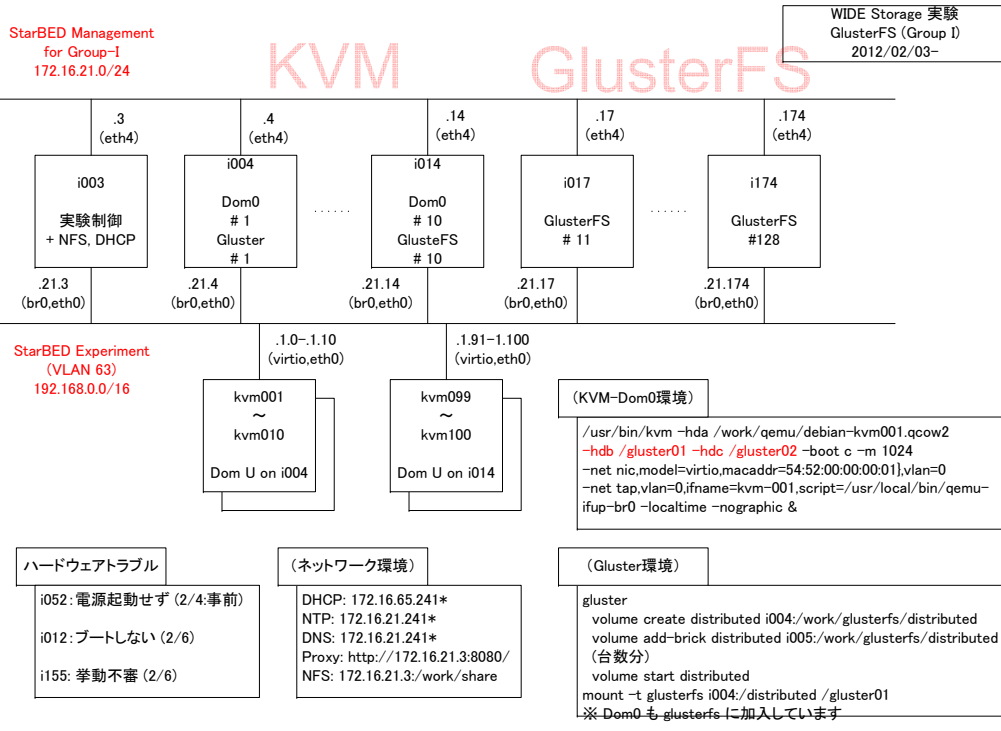 StarBED Management
for Group-I
172.16.21.0/24
KVM
GlusterFS
WIDE Storage 実験
GlusterFS (Group I)
2012/02/03-
.3
(eth4)
.4
(eth4)
.14
(eth4)
.17
(eth4)
.174
(eth4)
i003
実験制御
+ NFS, DHCP
i004
Dom0
# 1
Gluster
# 1
......
i014
Dom0
# 10
GlusteFS
# 10
i017
GlusterFS
# 11
......
i174
GlusterFS
#128
.21.3
(br0,eth0)
.21.4
(br0,eth0)
.21.14
(br0,eth0)
.21.17
(br0,eth0)
.21.174
(br0,eth0)
StarBED Experiment
(VLAN 63)
192.168.0.0/16
.1.0-.1.10
(virtio,eth0)
.1.91-1.100
(virtio,eth0)
kvm001
～
kvm010
Dom U on i004
kvm099
～
kvm100
Dom U on i014
(KVM-Dom0環境)
/usr/bin/kvm -hda /work/qemu/debian-kvm001.qcow2
-hdb /gluster01 -hdc /gluster02 -boot c -m 1024
-net nic,model=virtio,macaddr=54:52:00:00:00:01},vlan=0
-net tap,vlan=0,ifname=kvm-001,script=/usr/local/bin/qemu-
ifup-br0 -localtime -nographic &
ハードウェアトラブル
i052:電源起動せず (2/4:事前)
i012:ブートしない (2/6)
i155: 挙動不審 (2/6)
(ネットワーク環境)
DHCP: 172.16.65.241*
NTP: 172.16.21.241*
DNS: 172.16.21.241*
Proxy: http://172.16.21.3:8080/
NFS: 172.16.21.3:/work/share
(Gluster環境)
gluster
volume create distributed i004:/work/glusterfs/distributed
volume add-brick distributed i005:/work/glusterfs/distributed
(台数分)
volume start distributed
mount -t glusterfs i004:/distributed /gluster01
※ Dom0 も glusterfs に加入しています